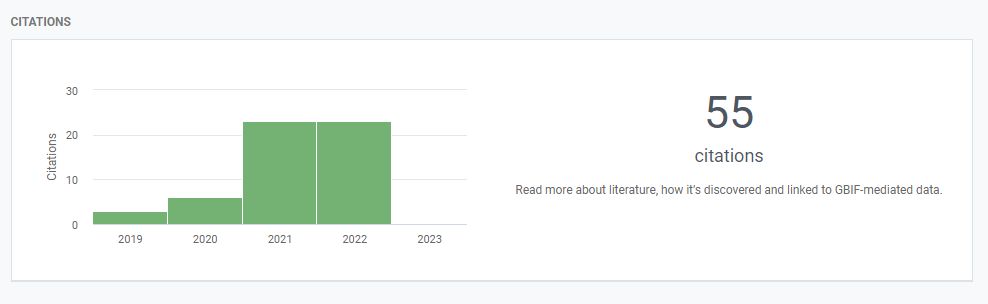 CITATIONS
30
20
10
0
Citations
2019 2020 2021 2022 2023
55
citations
Read more about literature, how it's discovered and linked to GBIF-mediated data.